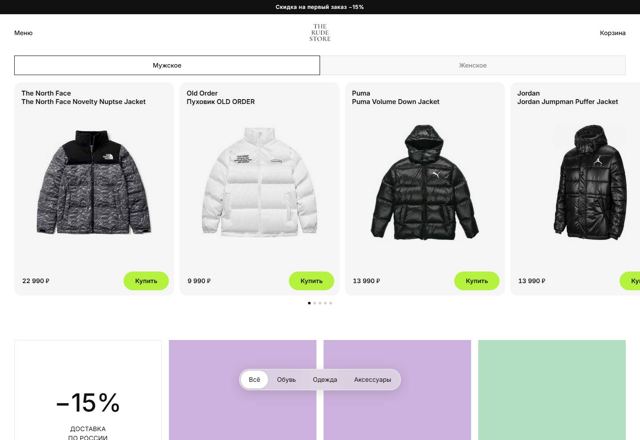 Скидка на первый заказ −15%
Меню
THE
RUDE
STORE
Корзина
Мужское
Женское
The North Face
The North Face Novelty Nuptse Jacket
Old Order
Пуховик OLD ORDER
Puma
Puma Volume Down Jacket
Jordan
Jordan Jumpman Puffer Jacket
22 990 ₽
Купить
9 990 ₽
Купить
13 990 ₽
Купить
13 990 ₽
−15%
ДОСТАВКА
ПО РОССИИ
Всё
Обувь
Одежда
Аксессуары